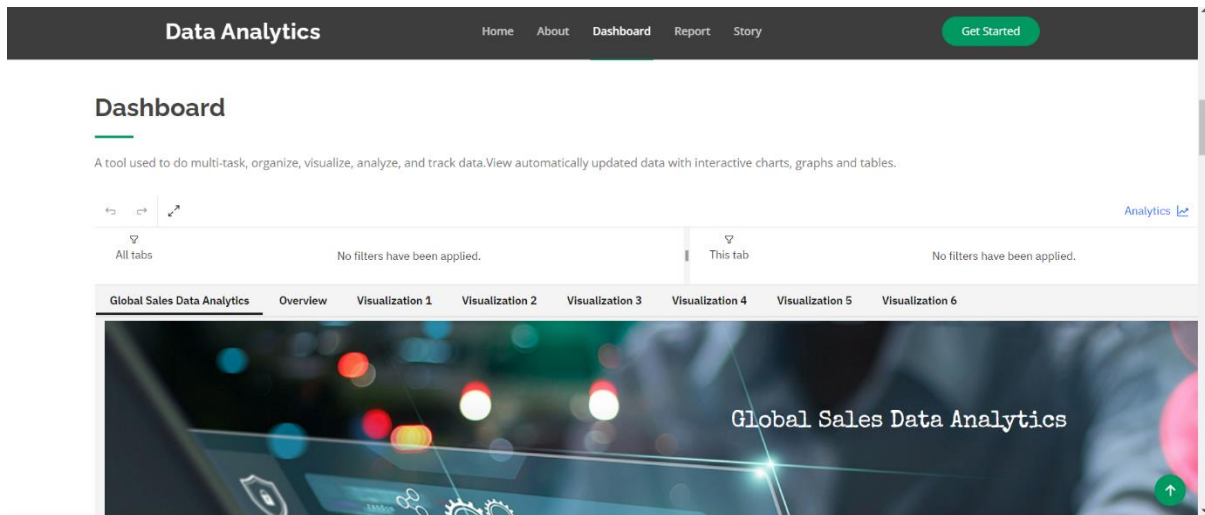 Data Analytics
Home About Dashboard Report Story
Get Started
Dashboard
A tool used to do multi-task, organize, visualize, analyze, and track data.View automatically updated data with interactive charts, graphs and tables.
Analytics
All tabs
No filters have been applied.
This tab
No filters have been applied.
Global Sales Data Analytics Overview Visualization 1 Visualization 2 Visualization 3 Visualization 4 Visualization 5 Visualization 6
Global Sales Data Analytics